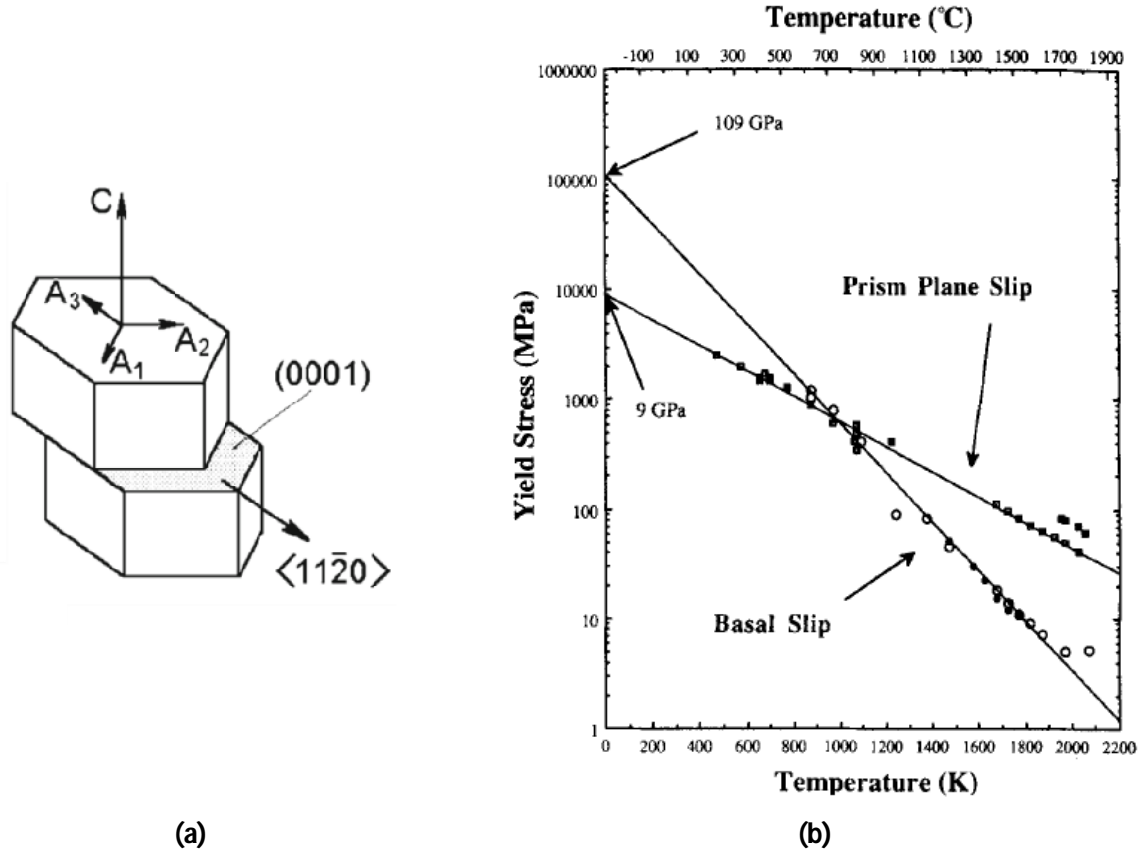 C
A₃
A₂
A₁
(0001)
⟨112̄0⟩
(a)
Temperature (℃)
-100 100 300 500 700 900 1100 1300 1500 1700 1900
1000000
100000
10000
1000
100
10
1
Yield Stress (MPa)
109 GPa
Prism Plane Slip
9 GPa
Basal Slip
0 200 400 600 800 1000 1200 1400 1600 1800 2000 2200
Temperature (K)
(b)